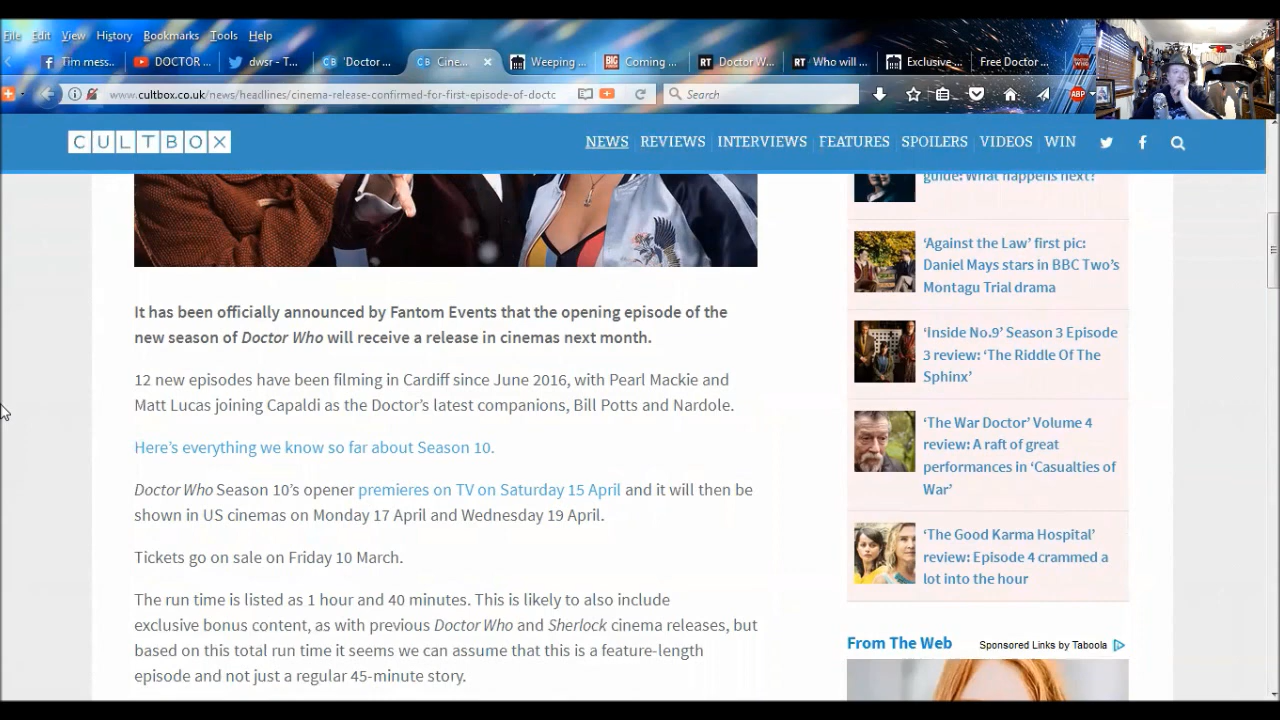 File Edit View History Bookmarks Tools Help
Tim mess... DOCTOR ... dwsr - T... CB 'Doctor ... CB Cine... × Weeping ... BIG Coming ... RT Doctor W... RT Who will ... Exclusive ... Free Doctor ...
www.cultbox.co.uk/news/headlines/cinema-release-confirmed-for-first-episode-of-doctc Search ABP
CULTBOX NEWS REVIEWS INTERVIEWS FEATURES SPOILERS VIDEOS WIN
It has been officially announced by Fantom Events that the opening episode of the
new season of Doctor Who will receive a release in cinemas next month.
12 new episodes have been filming in Cardiff since June 2016, with Pearl Mackie and
Matt Lucas joining Capaldi as the Doctor's latest companions, Bill Potts and Nardole.
Here's everything we know so far about Season 10.
Doctor Who Season 10's opener premieres on TV on Saturday 15 April and it will then be
shown in US cinemas on Monday 17 April and Wednesday 19 April.
Tickets go on sale on Friday 10 March.
The run time is listed as 1 hour and 40 minutes. This is likely to also include
exclusive bonus content, as with previous Doctor Who and Sherlock cinema releases, but
based on this total run time it seems we can assume that this is a feature-length
episode and not just a regular 45-minute story.
guide: What happens next?
'Against the Law' first pic:
Daniel Mays stars in BBC Two's
Montagu Trial drama
'Inside No.9' Season 3 Episode
3 review: 'The Riddle Of The
Sphinx'
'The War Doctor' Volume 4
review: A raft of great
performances in 'Casualties of
War'
'The Good Karma Hospital'
review: Episode 4 crammed a
lot into the hour
From The Web Sponsored Links by Taboola